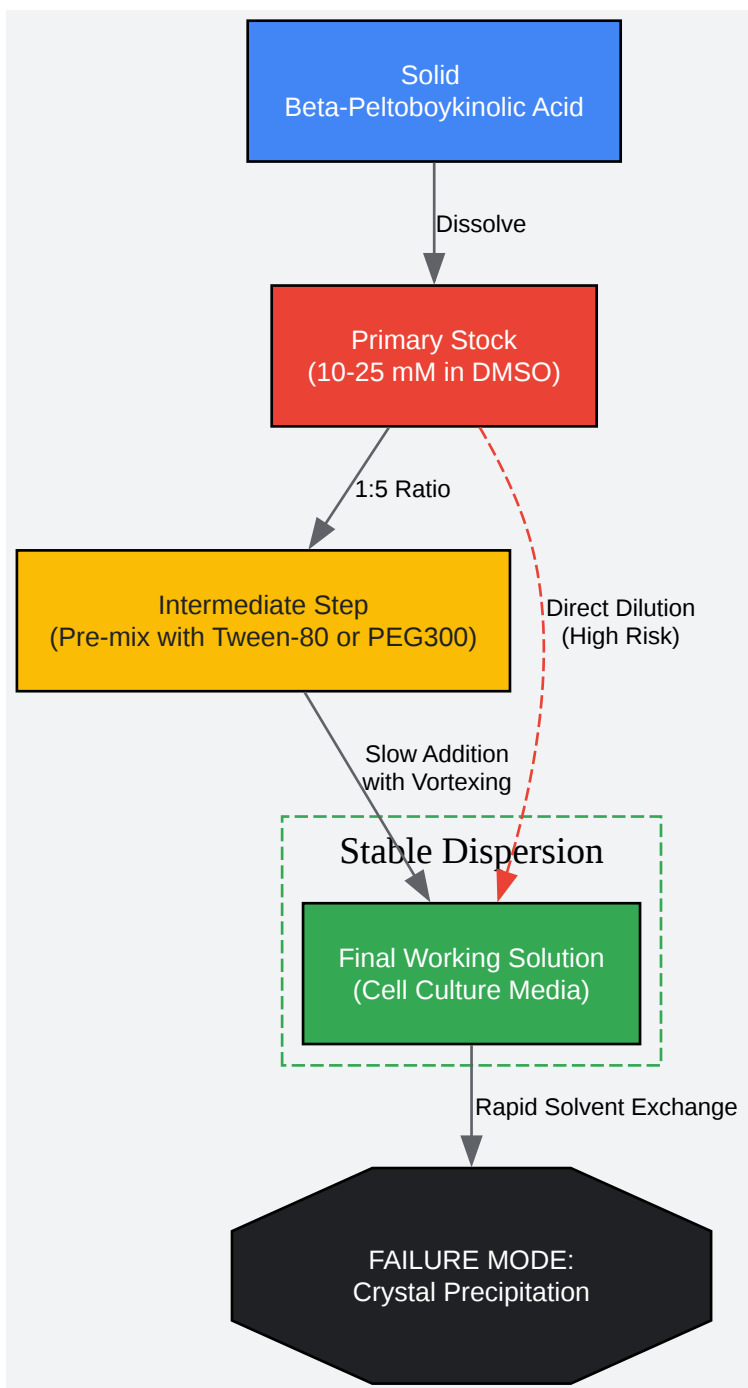 Solid
Beta-Peltoboykinolic Acid
Dissolve
Primary Stock
(10-25 mM in DMSO)
1:5 Ratio
Intermediate Step
(Pre-mix with Tween-80 or PEG300)
Direct Dilution
(High Risk)
Slow Addition
with Vortexing
Stable Dispersion
Final Working Solution
(Cell Culture Media)
Rapid Solvent Exchange
FAILURE MODE:
Crystal Precipitation